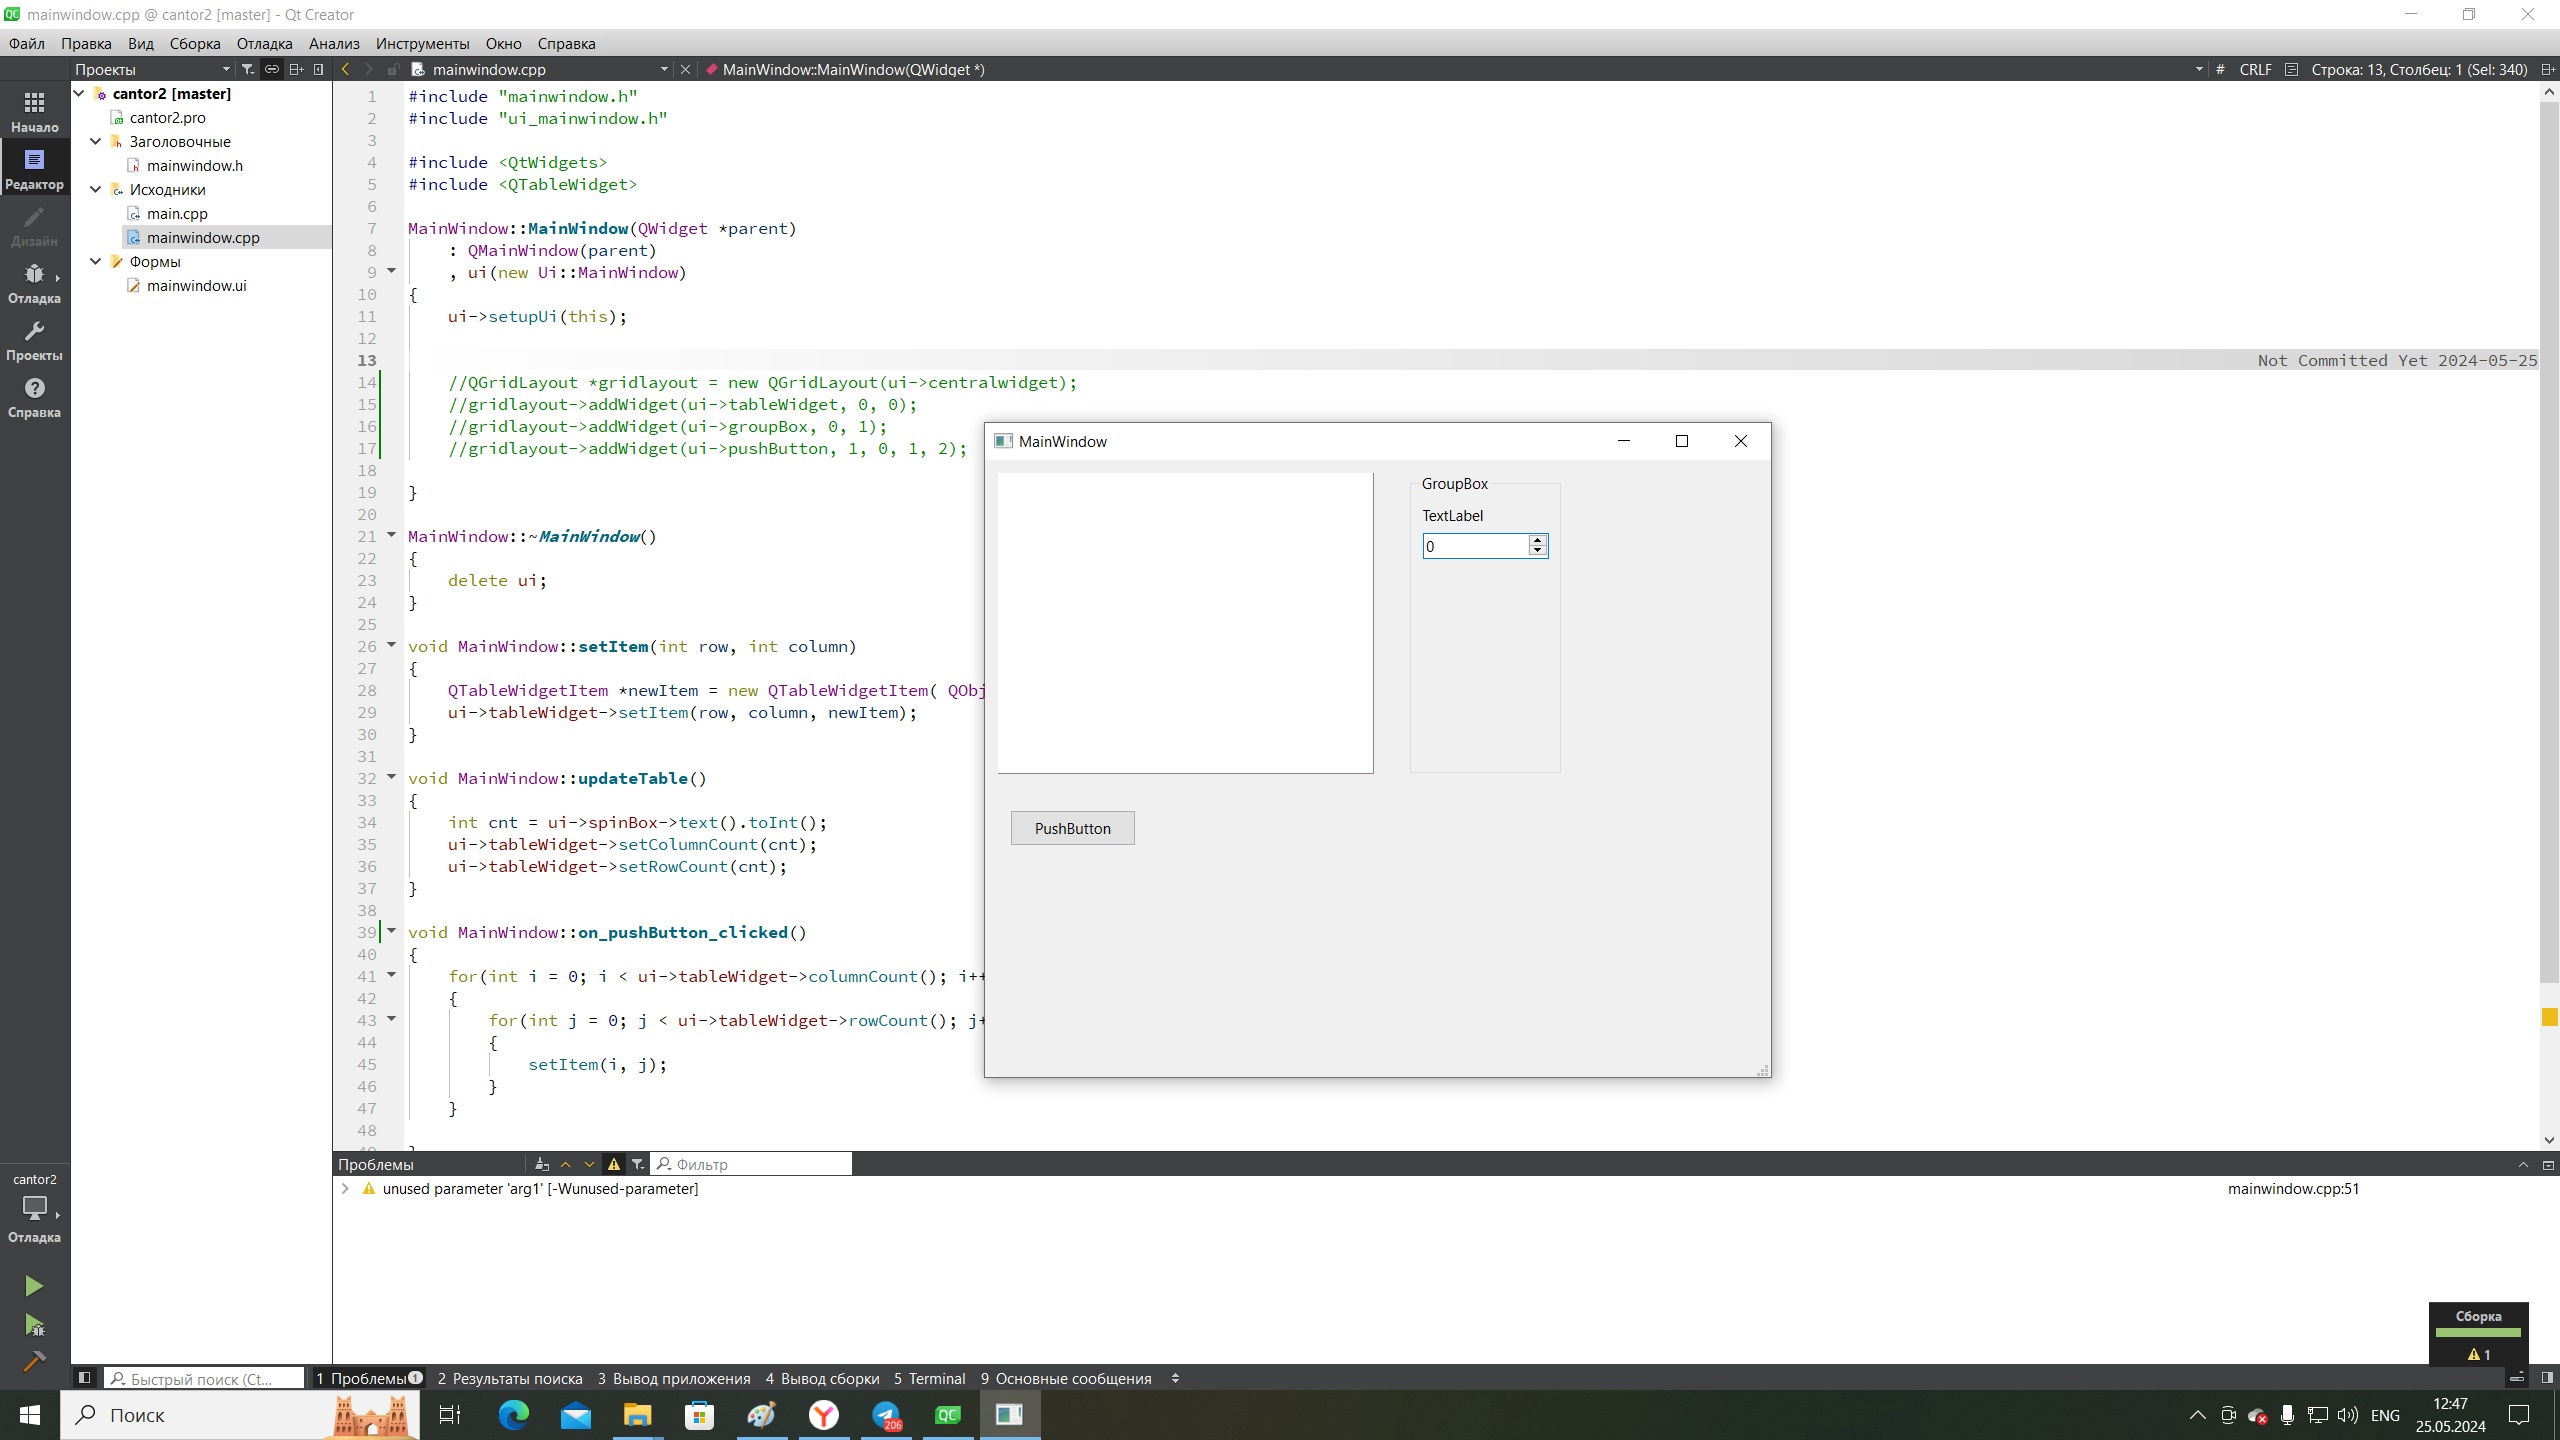 mainwindow.cpp @ cantor2 [master] - Qt Creator
Файл Правка Вид Сборка Отладка Анализ Инструменты Окно Справка
Проекты
mainwindow.cpp
MainWindow::MainWindow(QWidget *)
# CRLF Строка: 13, Столбец: 1 (Sel: 340)
Начало
Редактор
Дизайн
Отладка
Проекты
Справка
cantor2 [master]
cantor2.pro
Заголовочные
mainwindow.h
Исходники
main.cpp
mainwindow.cpp
Формы
mainwindow.ui
1 #include "mainwindow.h"
2 #include "ui_mainwindow.h"
3
4 #include <QtWidgets>
5 #include <QTableWidget>
6
7 MainWindow::MainWindow(QWidget *parent)
8 : QMainWindow(parent)
9 , ui(new Ui::MainWindow)
10 {
11 ui->setupUi(this);
12
13 Not Committed Yet 2024-05-25
14 //QGridLayout *gridlayout = new QGridLayout(ui->centralwidget);
15 //gridlayout->addWidget(ui->tableWidget, 0, 0);
16 //gridlayout->addWidget(ui->groupBox, 0, 1);
17 //gridlayout->addWidget(ui->pushButton, 1, 0, 1, 2);
18
19 }
20
21 MainWindow::~MainWindow()
22 {
23 delete ui;
24 }
25
26 void MainWindow::setItem(int row, int column)
27 {
28 QTableWidgetItem *newItem = new QTableWidgetItem( QObj
29 ui->tableWidget->setItem(row, column, newItem);
30 }
31
32 void MainWindow::updateTable()
33 {
34 int cnt = ui->spinBox->text().toInt();
35 ui->tableWidget->setColumnCount(cnt);
36 ui->tableWidget->setRowCount(cnt);
37 }
38
39 void MainWindow::on_pushButton_clicked()
40 {
41 for(int i = 0; i < ui->tableWidget->columnCount(); i++
42 {
43 for(int j = 0; j < ui->tableWidget->rowCount(); j+
44 {
45 setItem(i, j);
46 }
47 }
48
MainWindow
GroupBox
TextLabel
0
PushButton
Проблемы
Фильтр
unused parameter 'arg1' [-Wunused-parameter] mainwindow.cpp:51
cantor2
Отладка
Сборка
1
Быстрый поиск (Ct...
1 Проблемы 1 2 Результаты поиска 3 Вывод приложения 4 Вывод сборки 5 Terminal 9 Основные сообщения
Поиск
QC
206
ENG
12:47
25.05.2024